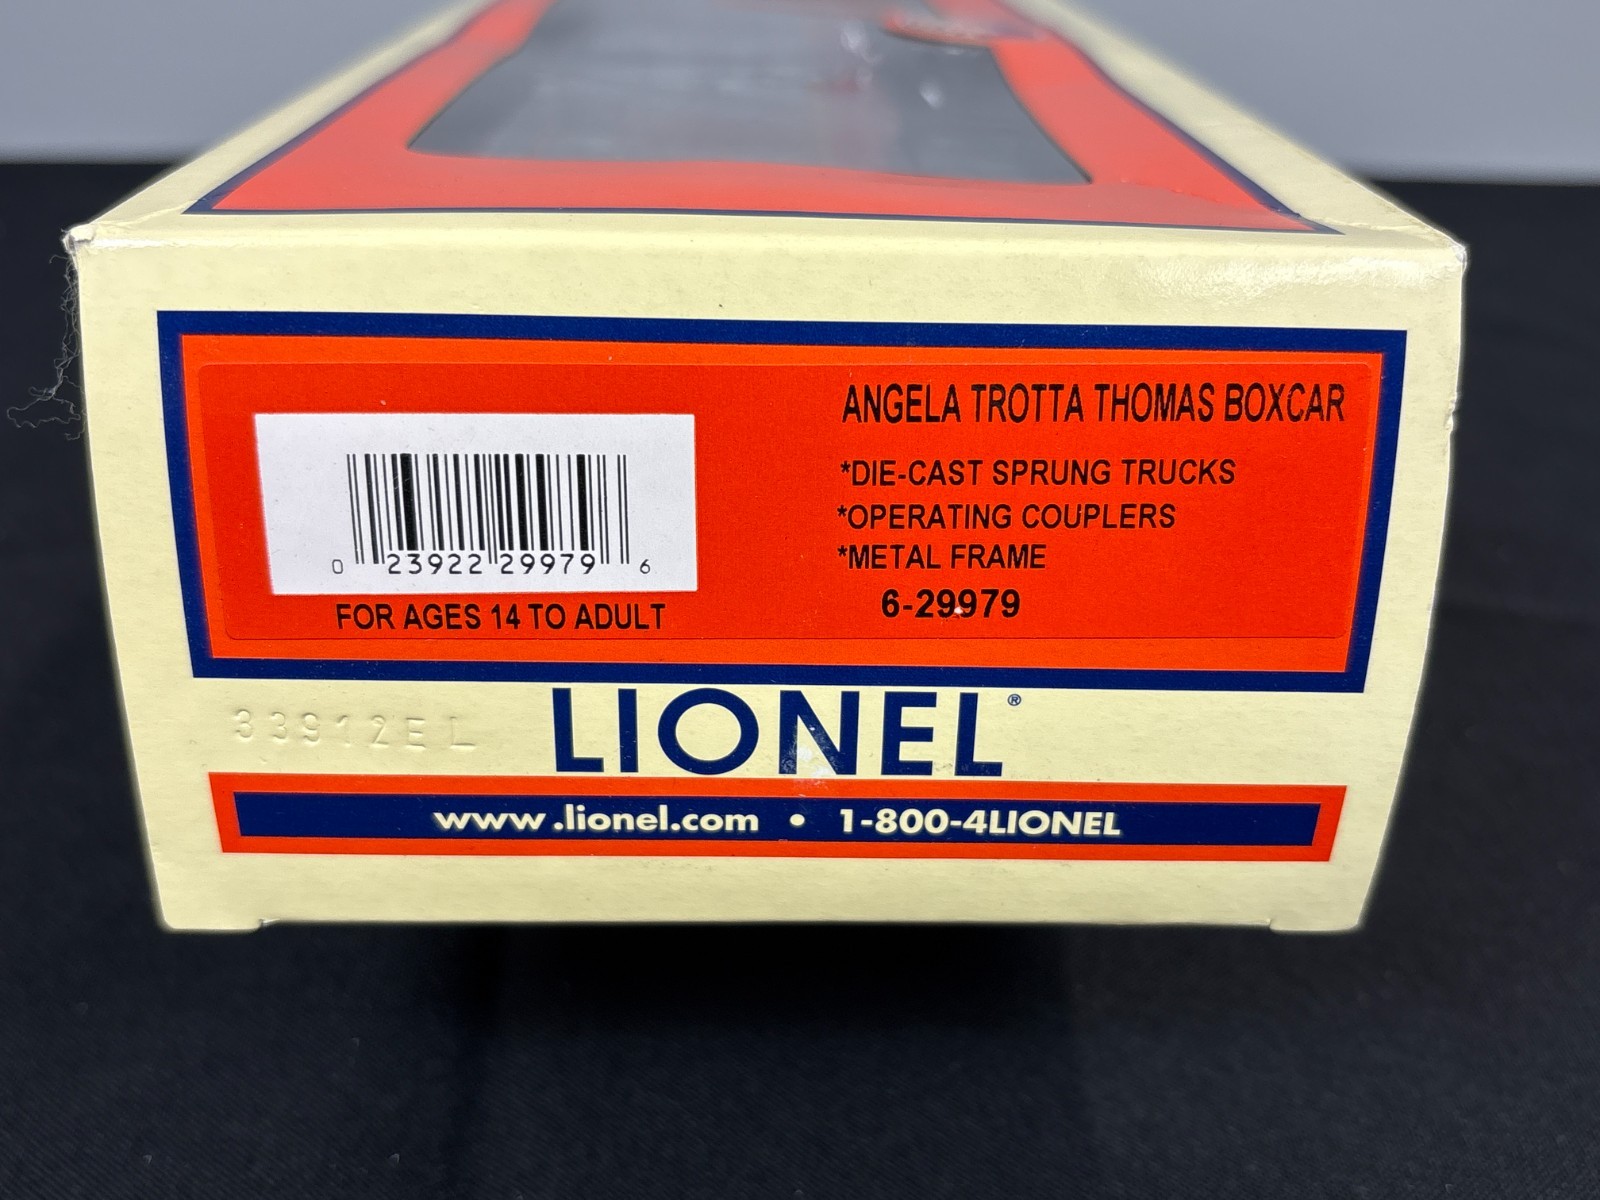 ANGELA TROTTA THOMAS BOXCAR
*DIE-CAST SPRUNG TRUCKS
*OPERATING COUPLERS
*METAL FRAME
6-29979
0 23922 29979 6
FOR AGES 14 TO ADULT
33912EL
LIONEL®
www.lionel.com • 1-800-4LIONEL